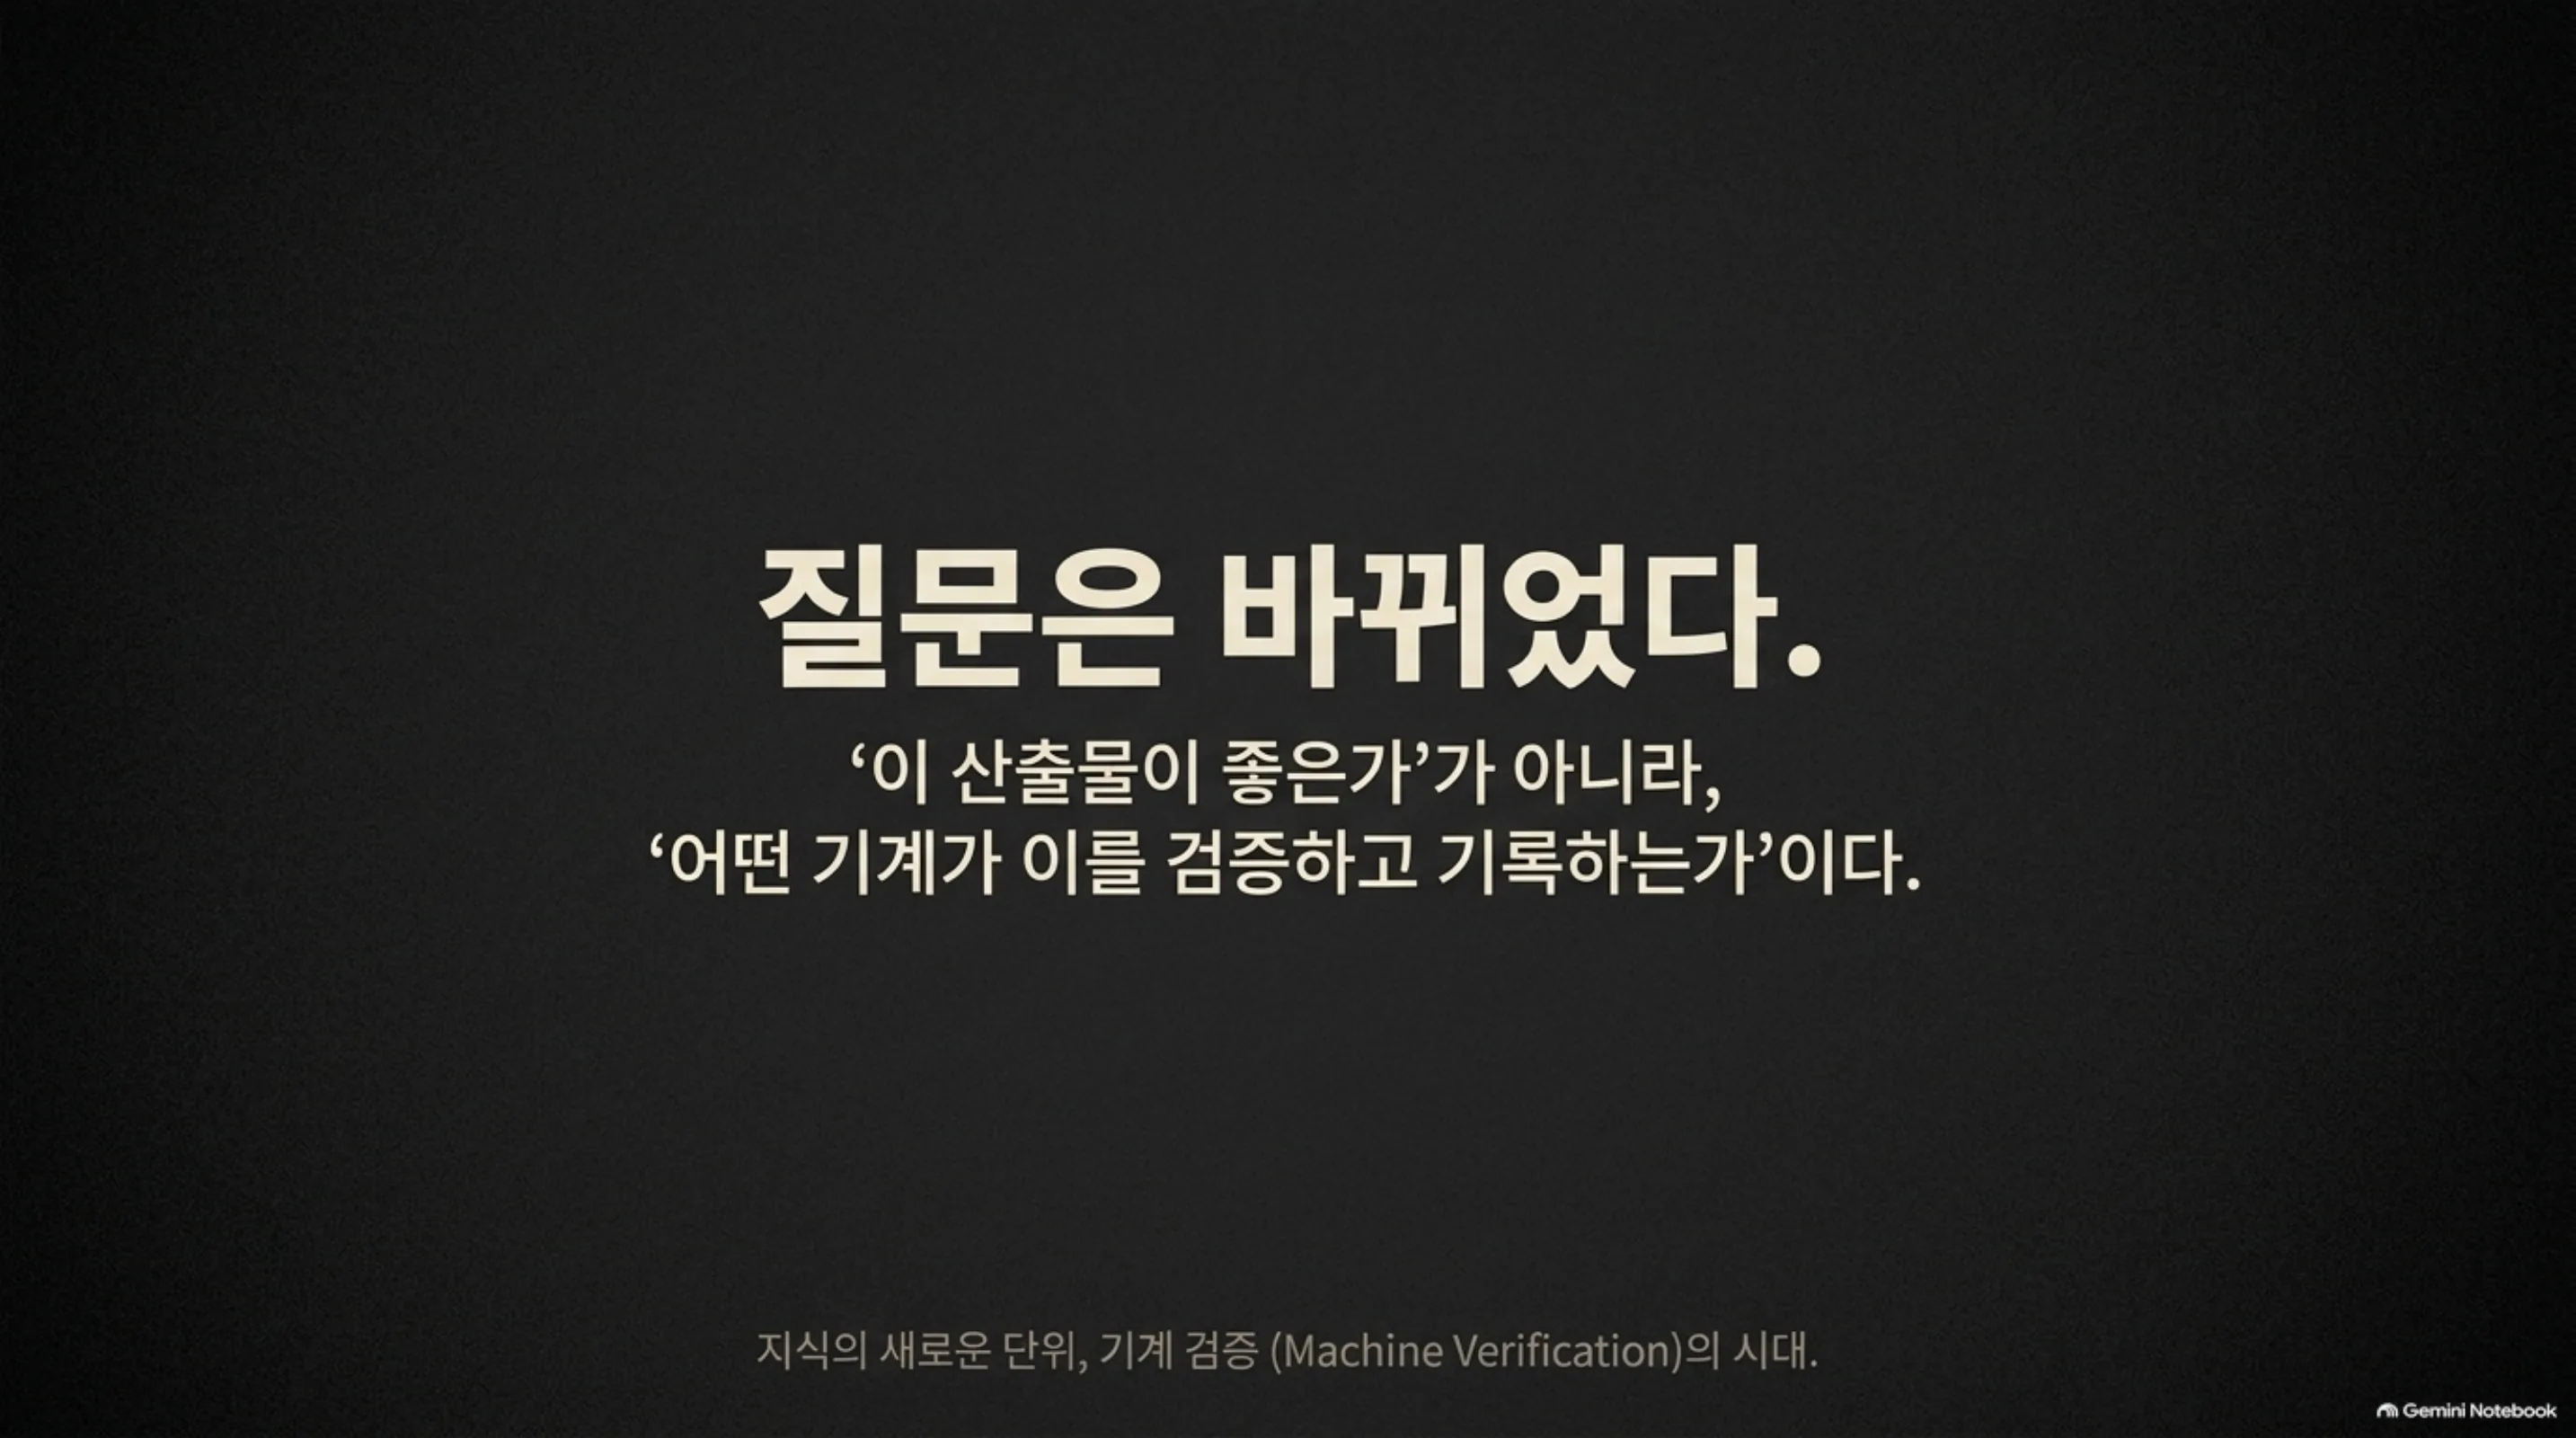 질문은 바뀌었다.
‘이 산출물이 좋은가’가 아니라,
‘어떤 기계가 이를 검증하고 기록하는가’이다.
지식의 새로운 단위, 기계 검증 (Machine Verification)의 시대.
Gemini Notebook